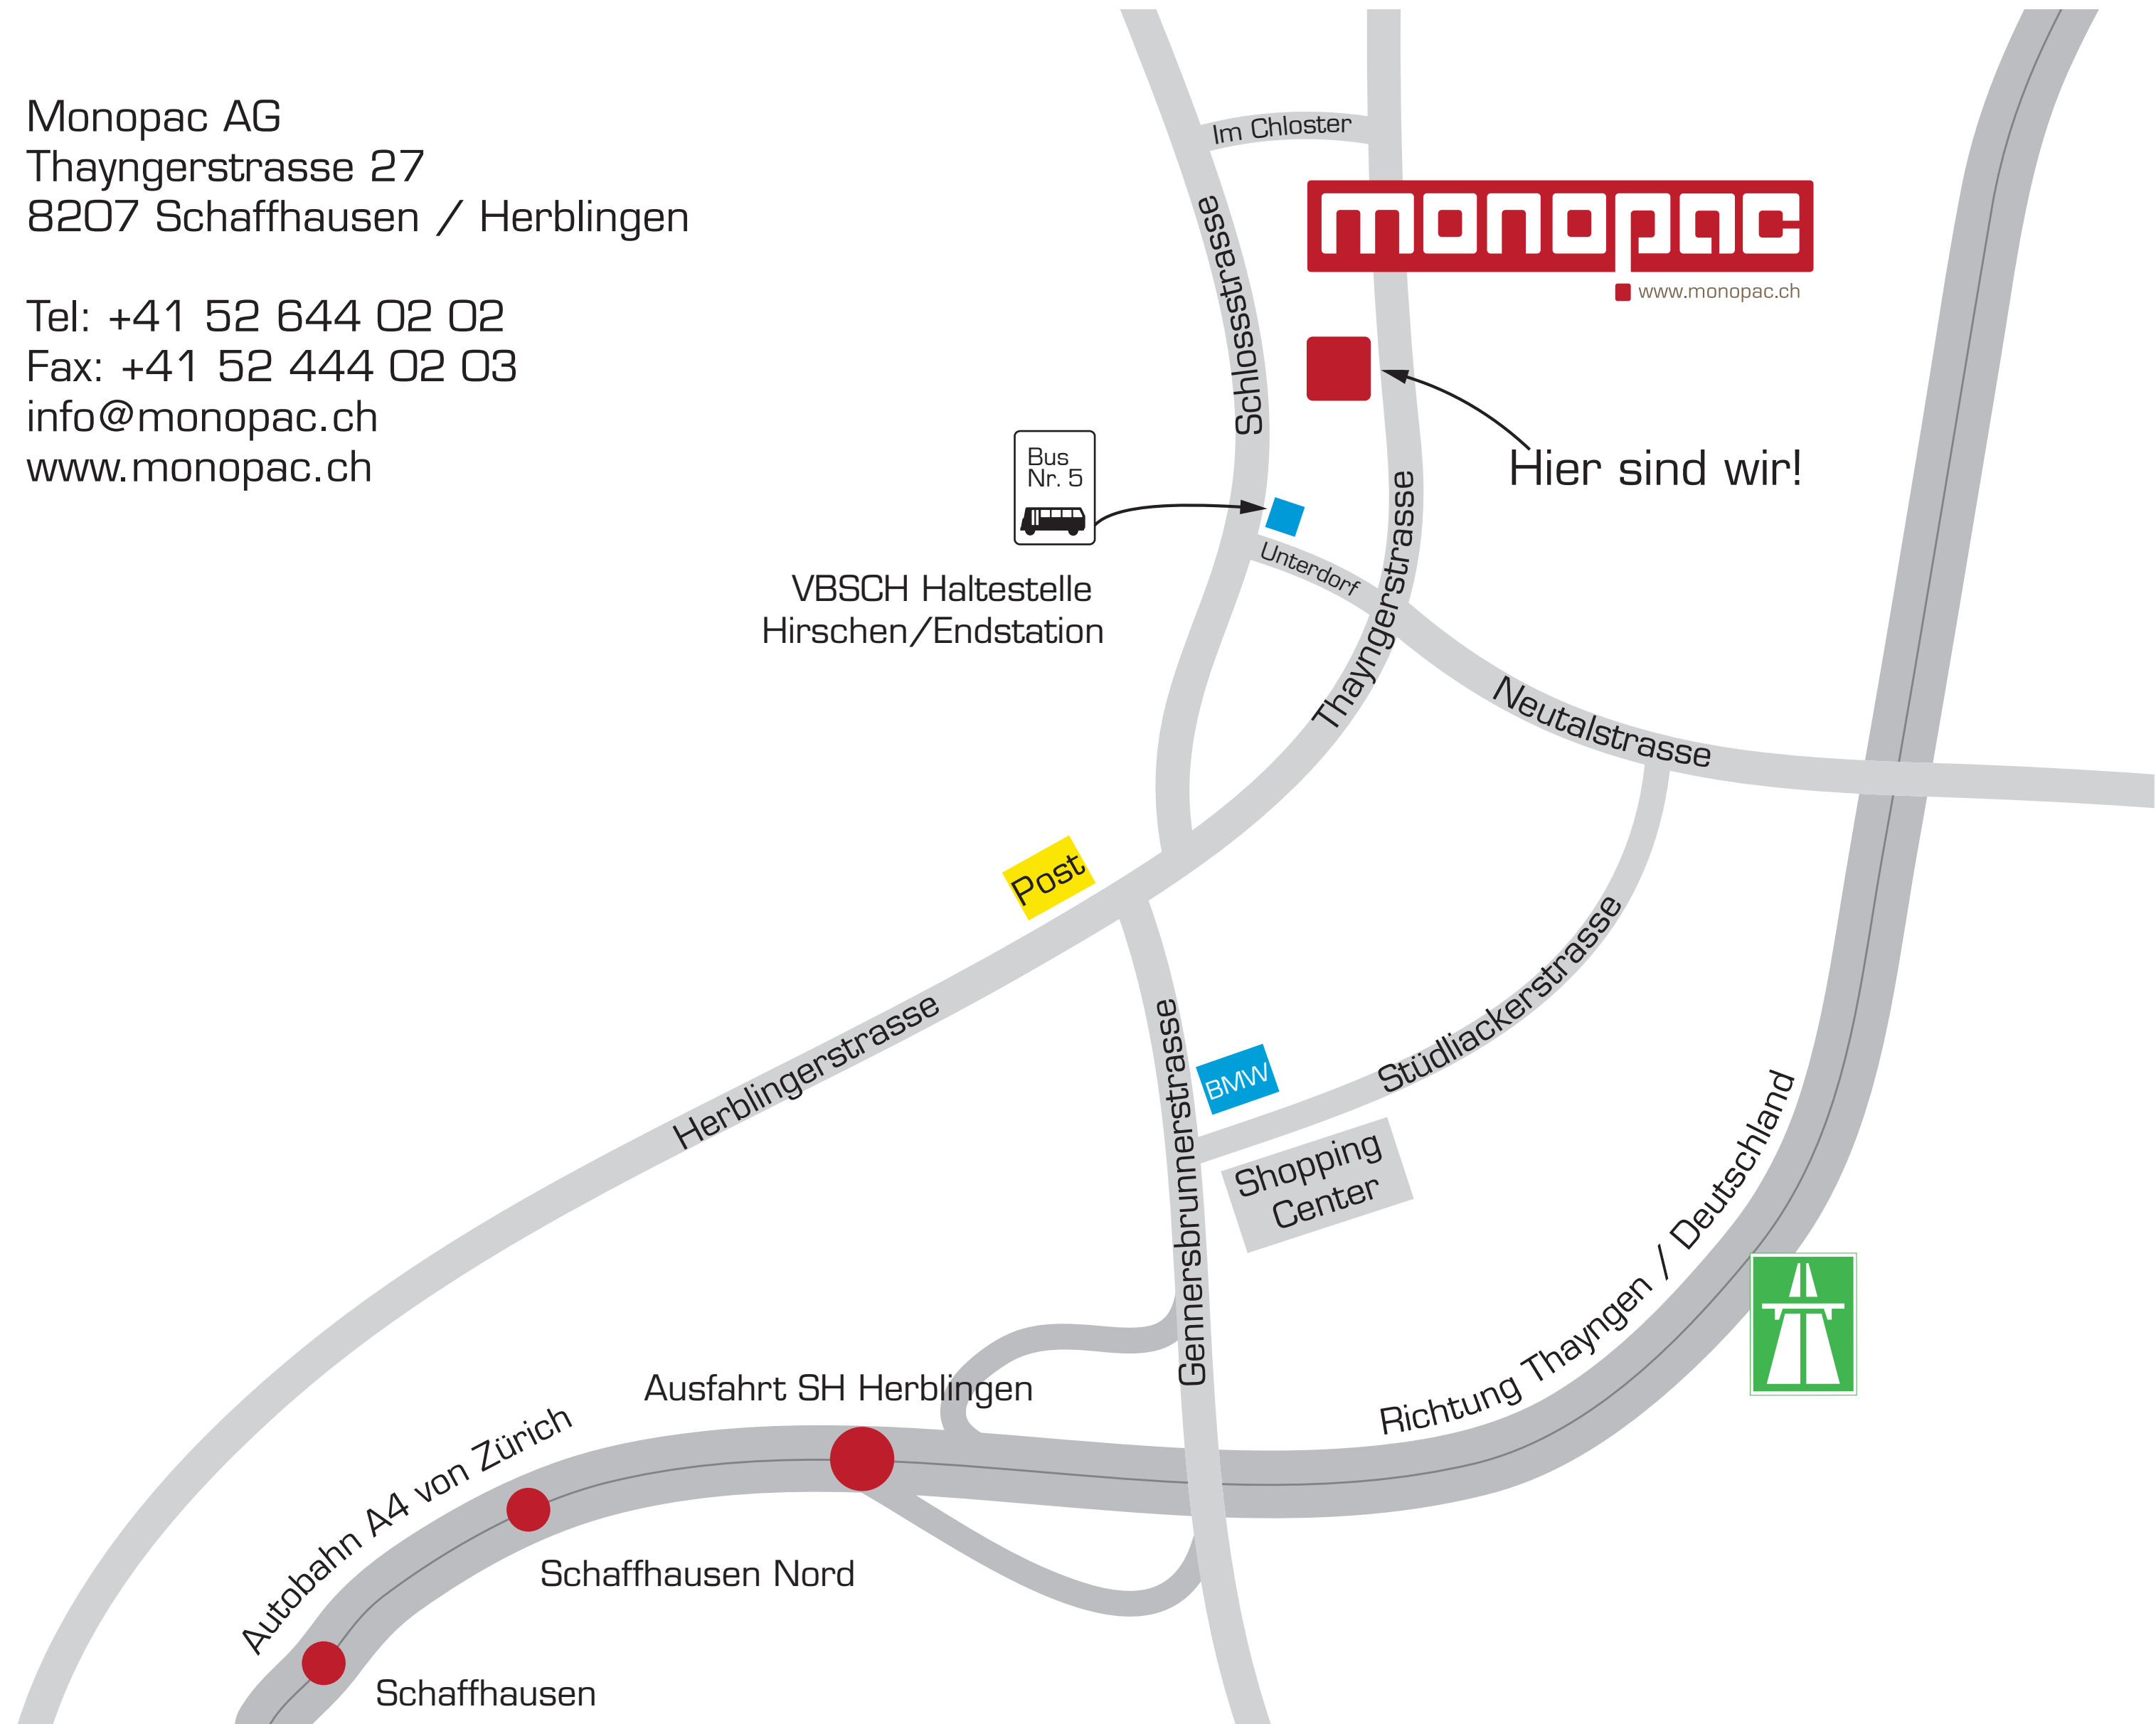 Monopac AG
Thayngerstrasse 27
8207 Schaffhausen / Herblingen
Tel: +41 52 644 02 02
Fax: +41 52 444 02 03
info@monopac.ch
www.monopac.ch
Im Chloster
Schlossstrasse
monopac
www.monopac.ch
Hier sind wir!
Bus
Nr. 5
VBSCH Haltestelle
Hirschen/Endstation
Unterdorf
Thayngerstrasse
Neutalstrasse
Post
Herblingerstrasse
Gennersbrunnerstrasse
BMW
Stüdliackerstrasse
Shopping
Center
Richtung Thayngen / Deutschland
Ausfahrt SH Herblingen
Autobahn A4 von Zürich
Schaffhausen Nord
Schaffhausen